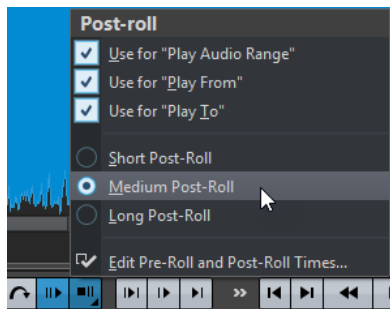 Post-roll
Use for "Play Audio Range"
Use for "Play From"
Use for "Play To"
Short Post-Roll
Medium Post-Roll
Long Post-Roll
Edit Pre-Roll and Post-Roll Times...